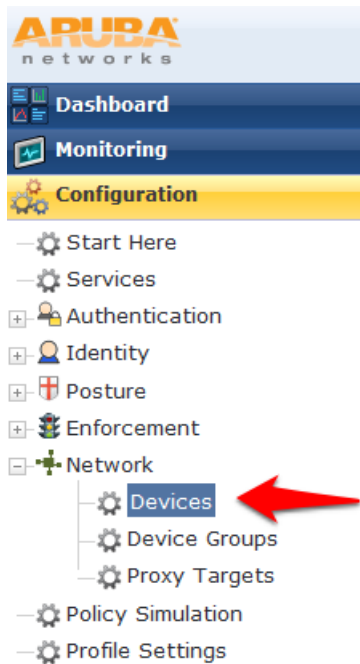 ARUBA
networks
Dashboard
Monitoring
Configuration
Start Here
Services
Authentication
Identity
Posture
Enforcement
Network
Devices
Device Groups
Proxy Targets
Policy Simulation
Profile Settings